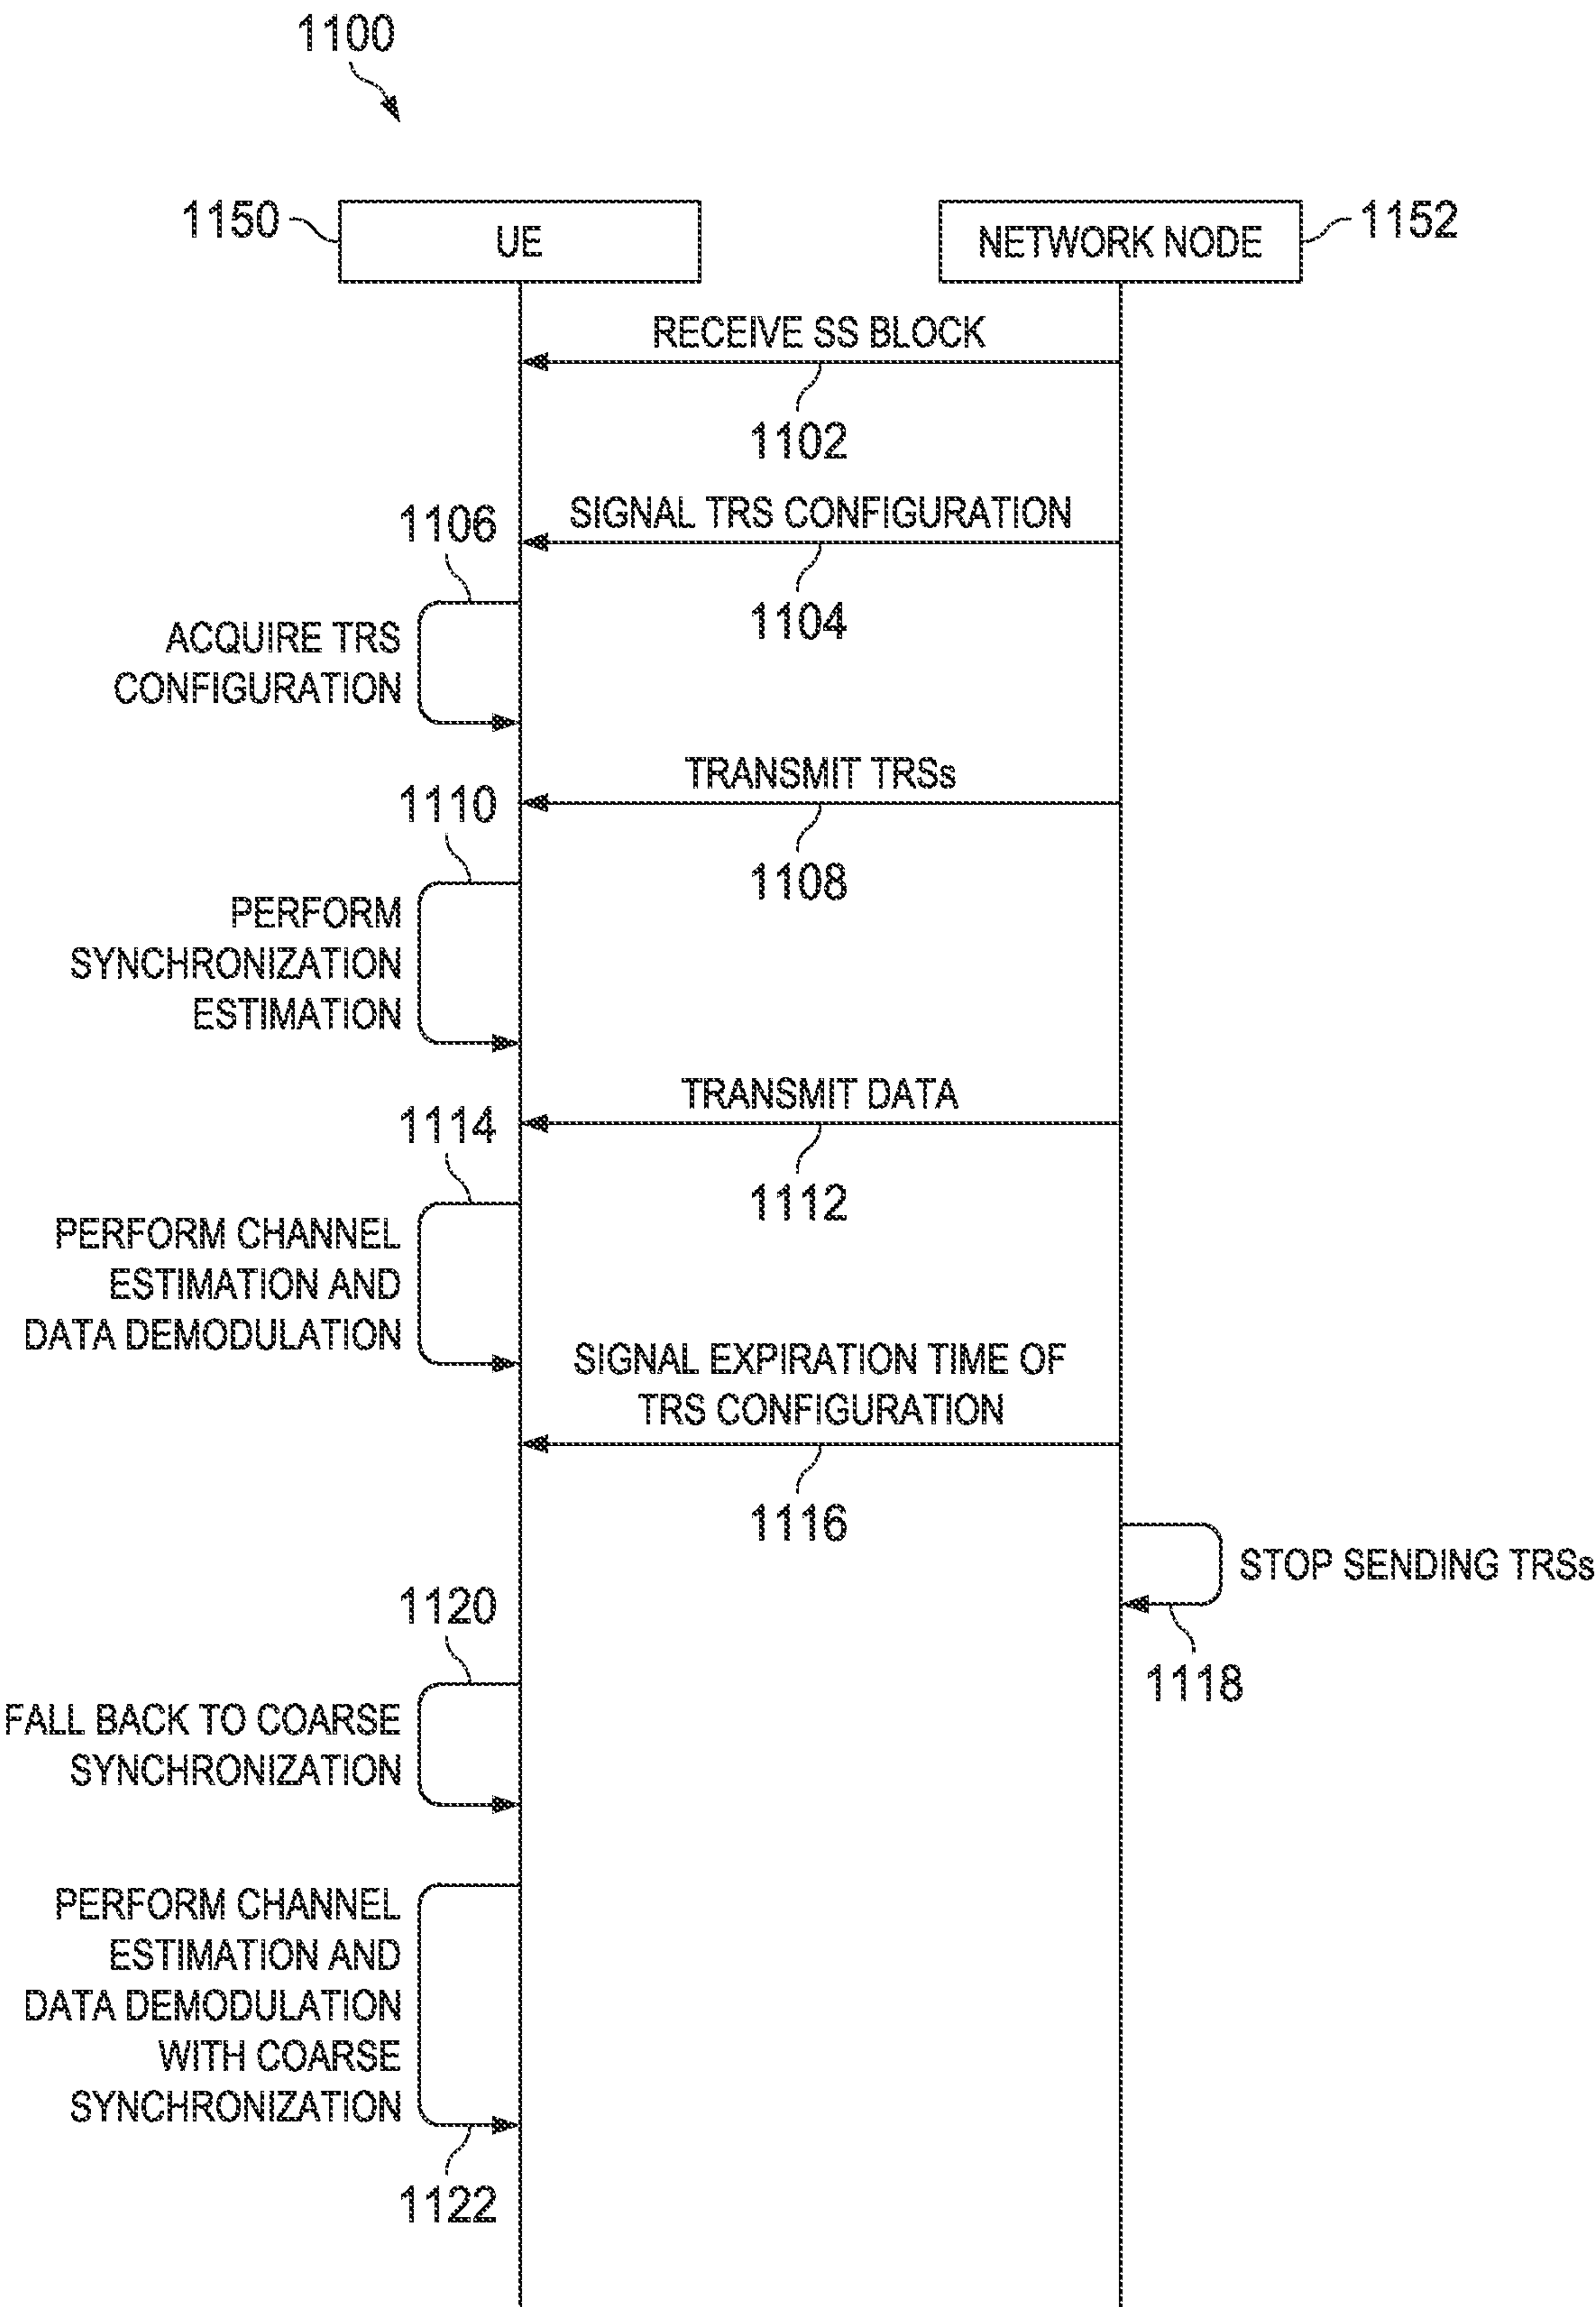 1100
1150
UE
NETWORK NODE
1152
RECEIVE SS BLOCK
1102
SIGNAL TRS CONFIGURATION
1104
1106
ACQUIRE TRS
CONFIGURATION
TRANSMIT TRSs
1108
1110
PERFORM
SYNCHRONIZATION
ESTIMATION
TRANSMIT DATA
1112
1114
PERFORM CHANNEL
ESTIMATION AND
DATA DEMODULATION
SIGNAL EXPIRATION TIME OF
TRS CONFIGURATION
1116
STOP SENDING TRSs
1118
1120
FALL BACK TO COARSE
SYNCHRONIZATION
PERFORM CHANNEL
ESTIMATION AND
DATA DEMODULATION
WITH COARSE
SYNCHRONIZATION
1122